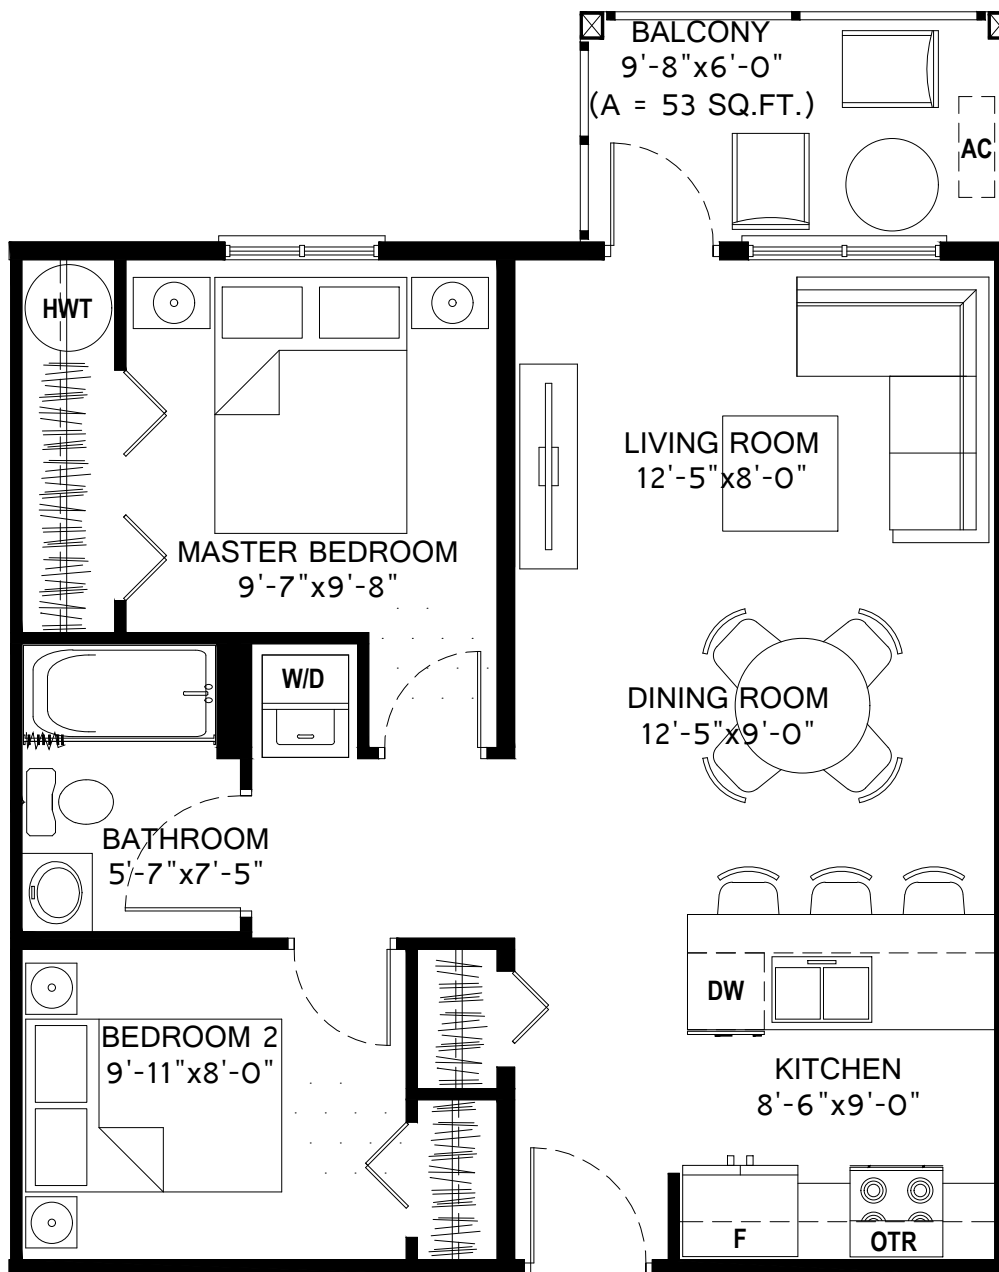 BALCONY
9'-8"x6'-0"
(A = 53 SQ.FT.)
AC
HWT
LIVING ROOM
12'-5"x8'-0"
MASTER BEDROOM
9'-7"x9'-8"
W/D
DINING ROOM
12'-5"x9'-0"
BATHROOM
5'-7"x7'-5"
DW
BEDROOM 2
9'-11"x8'-0"
KITCHEN
8'-6"x9'-0"
F
OTR